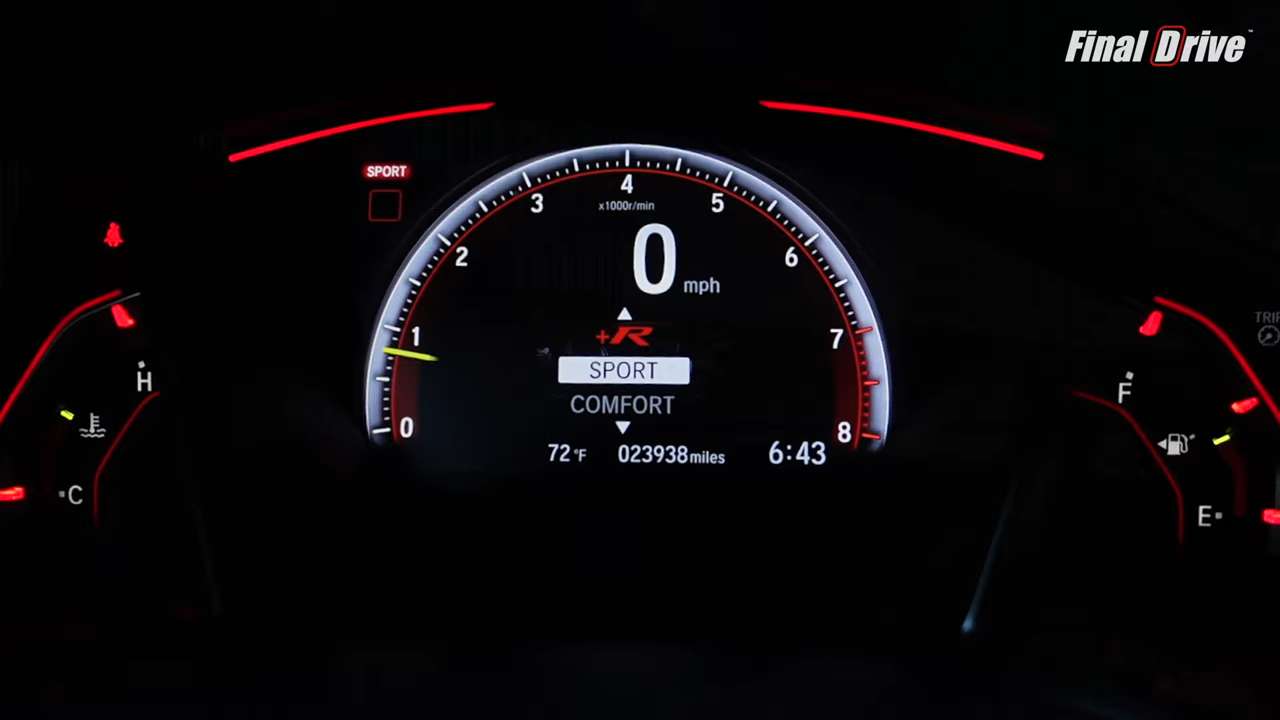 Final Drive™
SPORT
4
3
5
x1000r/min
2
6
0 mph
1
7
+R
SPORT
COMFORT
0
8
72°F
023938miles
6:43
H
C
F
E